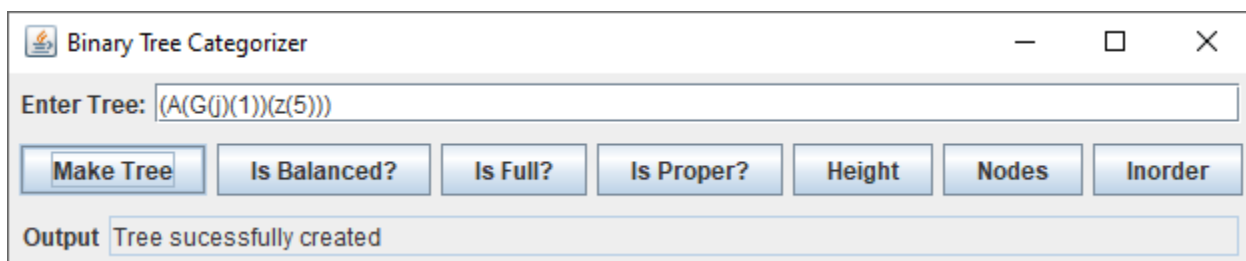 Binary Tree Categorizer
Enter Tree: (A(G(j)(1))(z(5)))
Make Tree Is Balanced? Is Full? Is Proper? Height Nodes Inorder
Output Tree sucessfully created